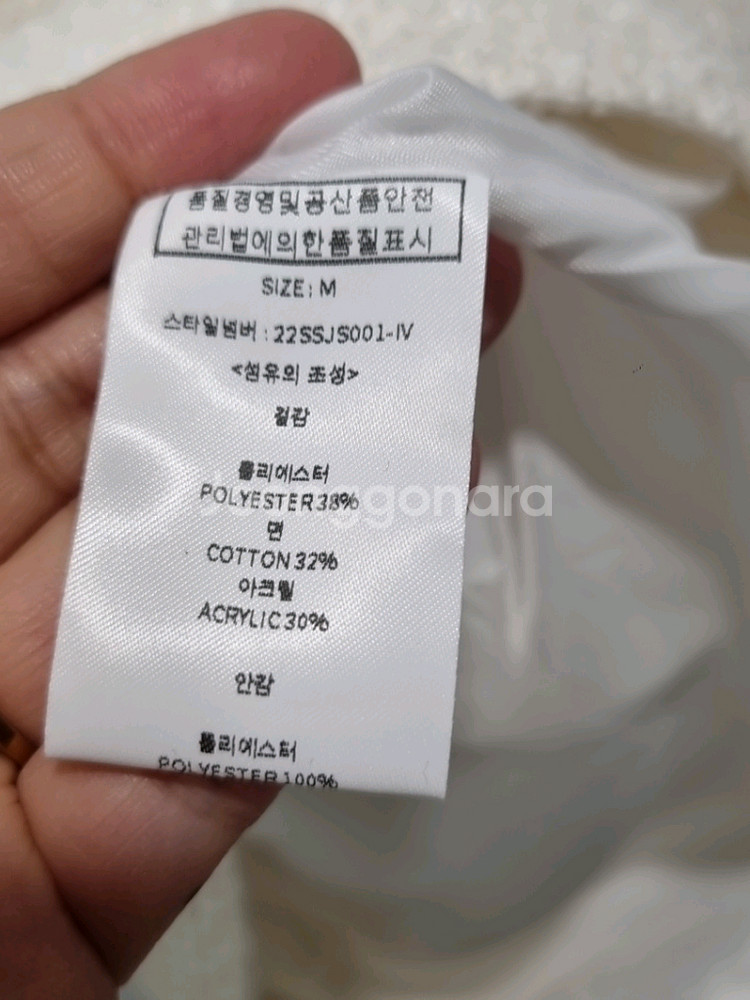 품질경영및공산품안전
관리법에의한품질표시
SIZE: M
스타일번버 : 22SSJS001-IV
<섬유의 조성>
겉감
폴리에스터
POLYESTER 38%
면
COTTON 32%
아크릴
ACRYLIC 30%
안감
폴리에스터
POLYESTER 100%